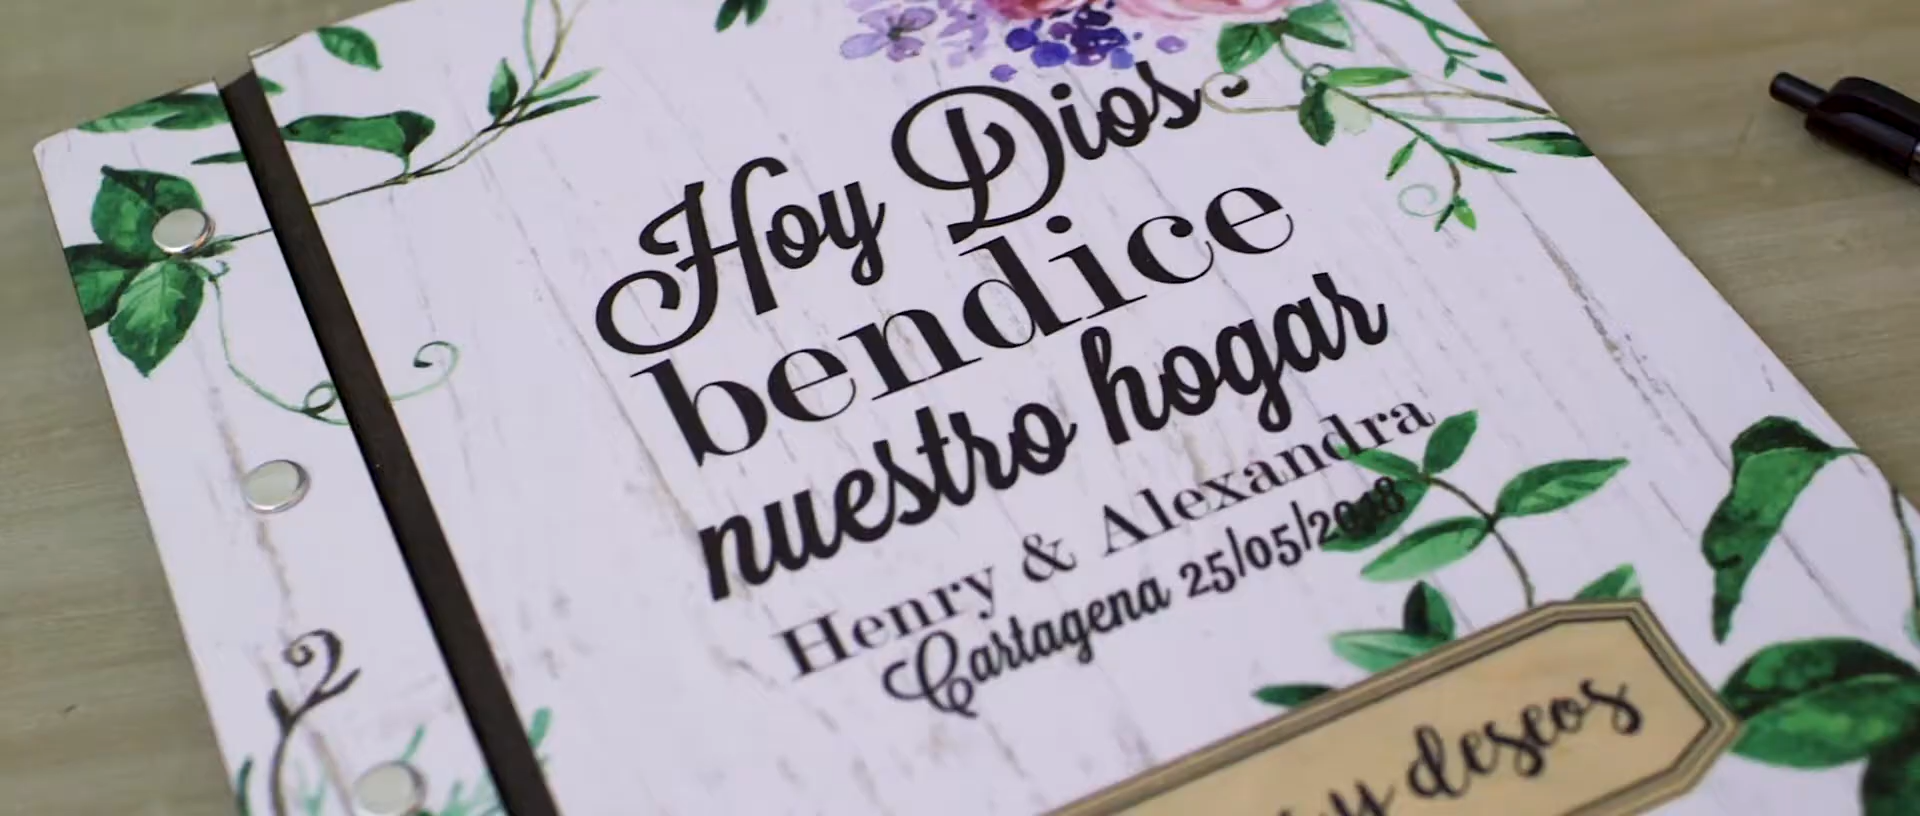 Hoy Dios
bendice
nuestro hogar
Henry & Alexandra
Cartagena 25/05/2018
y deseos